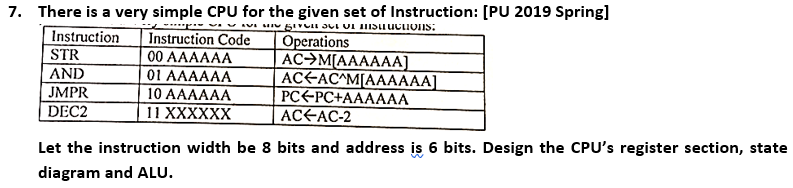 7. There is a very simple CPU for the given set of Instruction: [PU 2019 Spring]
Instruction Instruction Code Operations
STR 00 AAAAAA AC→M[AAAAAA]
AND 01 AAAAAA AC←AC^M[AAAAAA]
JMPR 10 AAAAAA PC←PC+AAAAAA
DEC2 11 XXXXXX AC←AC-2
Let the instruction width be 8 bits and address is 6 bits. Design the CPU's register section, state
diagram and ALU.